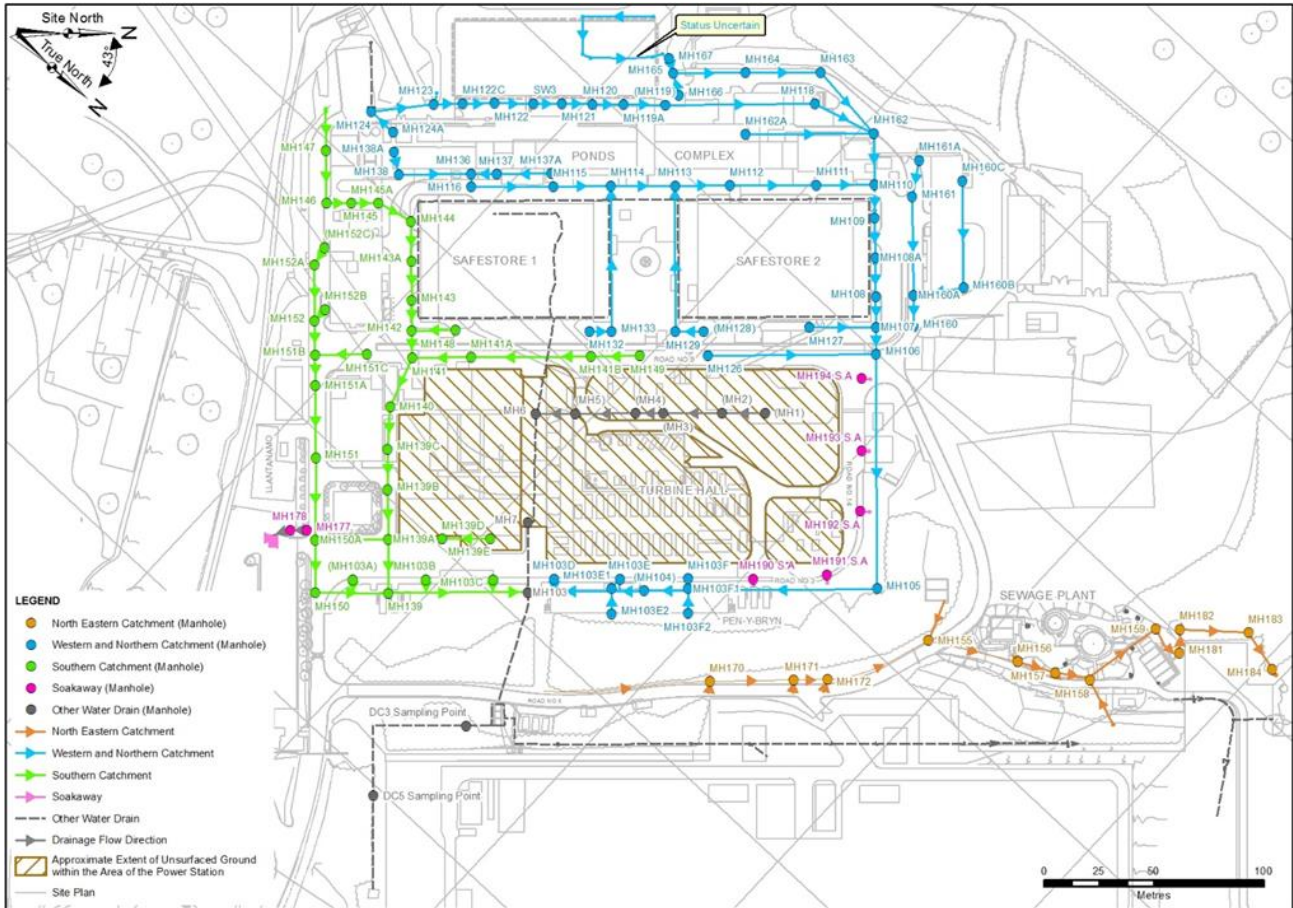 Site North
N
True North
43°
N
Status Uncertain
MH167
MH165
MH164
MH163
MH166
MH123
MH122C
SW3
MH120
(MH119)
MH118
MH122
MH121
MH119A
MH124
MH124A
MH162A
MH162
MH147
MH138A
MH136
MH137
MH137A
PONDS
COMPLEX
MH161A
MH160C
MH138
MH116
MH115
MH114
MH113
MH112
MH111
MH110
MH161
MH146
MH145A
MH145
MH144
MH109
(MH152C)
MH152A
MH143A
SAFESTORE 1
SAFESTORE 2
MH108A
MH152B
MH143
MH108
MH160A
MH160B
MH152
MH142
MH133
(MH128)
MH107
MH160
MH148
MH132
MH129
MH127
MH151B
MH141A
ROAD NO 8
MH106
MH151C
MH141
MH141B
MH149
MH126
MH151A
MH194 S A
MH140
MH6
(MH5)
(MH4)
(MH2)
(MH1)
(MH3)
MH139C
MH193 S A
LLANTANAMO
MH151
MH139B
TURBINE HALL
ROAD NO 14
MH178
MH177
MH7
MH192 S A
MH150A
MH139A
MH139D
MH139E
(MH103A)
MH103B
MH103D
MH103E
MH103F
MH191 S A
MH103C
MH103E1
(MH104)
MH103F1
MH190 S A
ROAD NO 2
MH105
MH150
MH139
MH103
MH103E2
MH103F2
PEN-Y-BRYN
SEWAGE PLANT
MH155
MH156
MH159
MH182
MH183
MH181
MH157
MH184
MH158
MH170
MH171
MH172
ROAD NO 5
DC3 Sampling Point
DC5 Sampling Point
LEGEND
North Eastern Catchment (Manhole)
Western and Northern Catchment (Manhole)
Southern Catchment (Manhole)
Soakaway (Manhole)
Other Water Drain (Manhole)
North Eastern Catchment
Western and Northern Catchment
Southern Catchment
Soakaway
Other Water Drain
Drainage Flow Direction
Approximate Extent of Unsurfaced Ground
within the Area of the Power Station
Site Plan
0 25 50 100
Metres